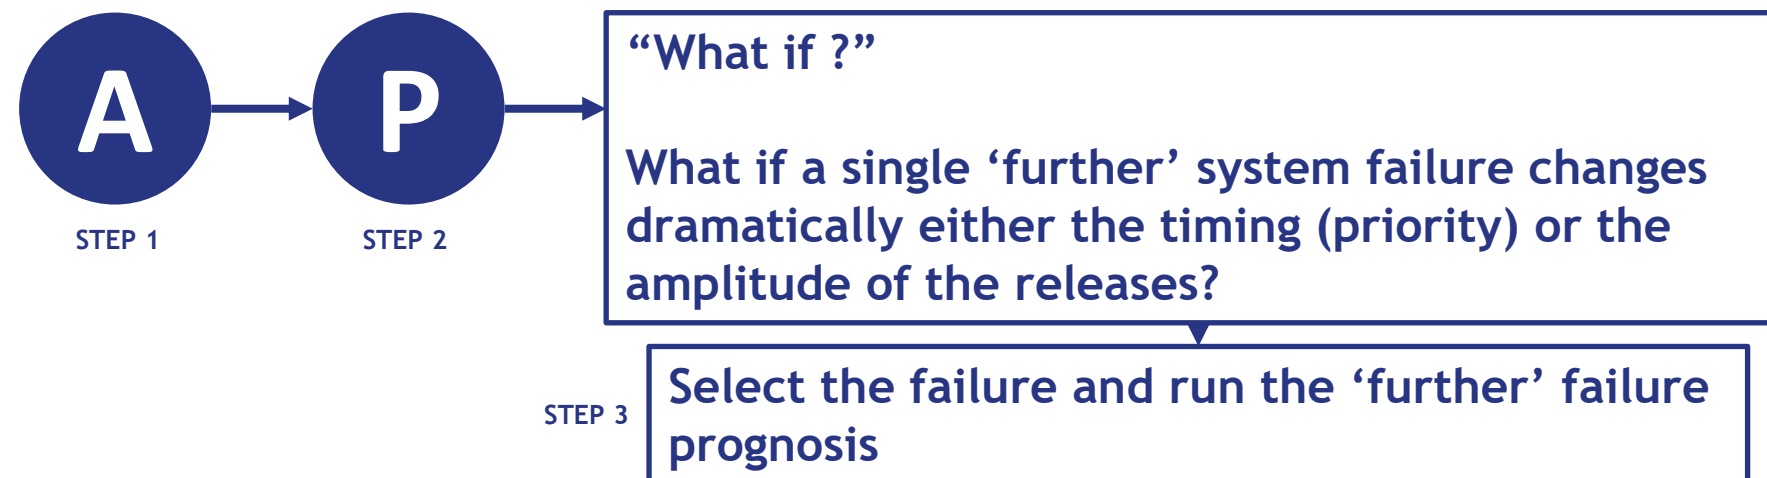 A
P
STEP 1
STEP 2
“What if ?”
What if a single ‘further’ system failure changes
dramatically either the timing (priority) or the
amplitude of the releases?
STEP 3
Select the failure and run the ‘further’ failure
prognosis